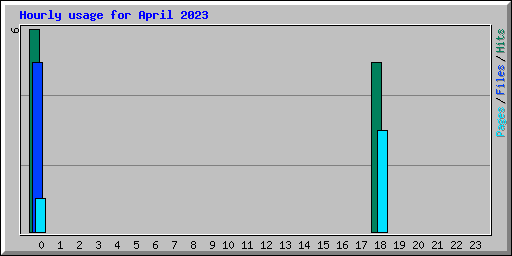 Hourly usage for April 2023
6
Pages/Files/Hits
0 1 2 3 4 5 6 7 8 9 10 11 12 13 14 15 16 17 18 19 20 21 22 23